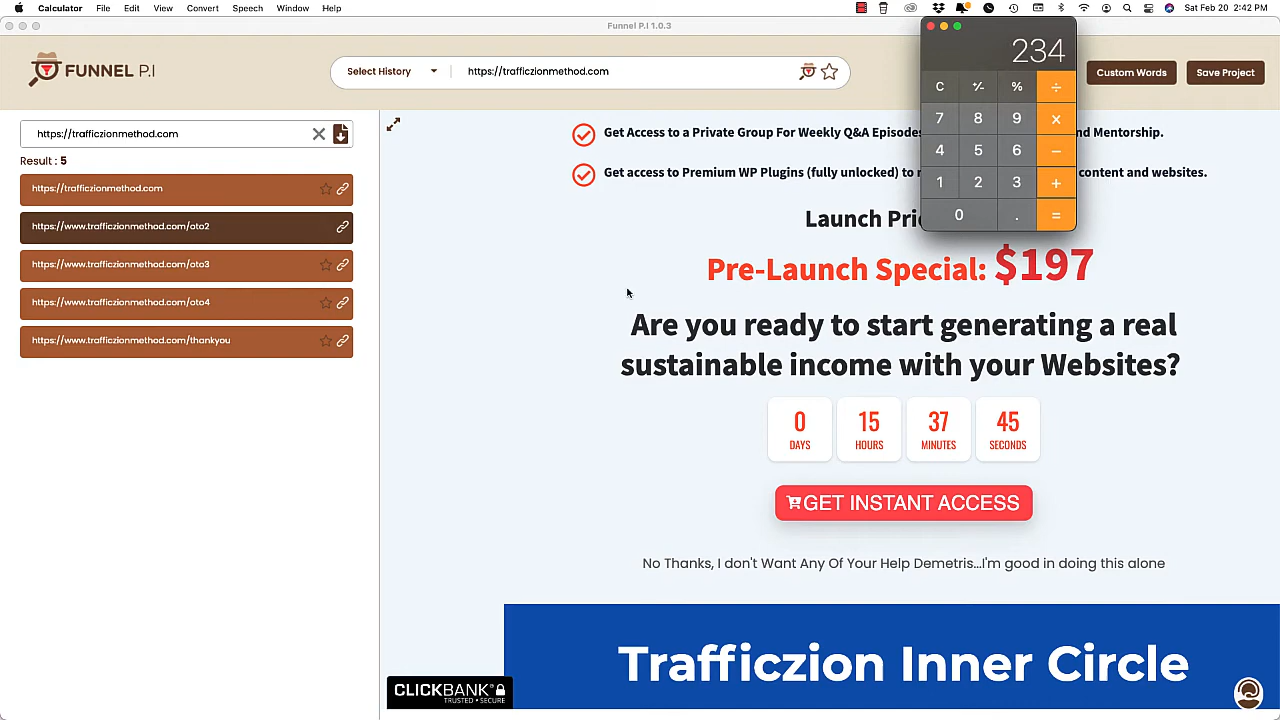 Calculator File Edit View Convert Speech Window Help Sat Feb 20 2:42 PM
Funnel P.I 1.0.3
FUNNEL P.I
Select History
https://trafficzionmethod.com
Custom Words
Save Project
https://trafficzionmethod.com
Result : 5
https://trafficzionmethod.com
https://www.trafficzionmethod.com/oto2
https://www.trafficzionmethod.com/oto3
https://www.trafficzionmethod.com/oto4
https://www.trafficzionmethod.com/thankyou
234
C +/- % ÷
7 8 9 ×
4 5 6 −
1 2 3 +
0 . =
Get Access to a Private Group For Weekly Q&A Episodes nd Mentorship.
Get access to Premium WP Plugins (fully unlocked) to content and websites.
Launch
Pre-Launch Special: $197
Are you ready to start generating a real
sustainable income with your Websites?
0 15 37 45
DAYS HOURS MINUTES SECONDS
GET INSTANT ACCESS
No Thanks, I don't Want Any Of Your Help Demetris...I'm good in doing this alone
Trafficzion Inner Circle
CLICKBANK
TRUSTED • SECURE